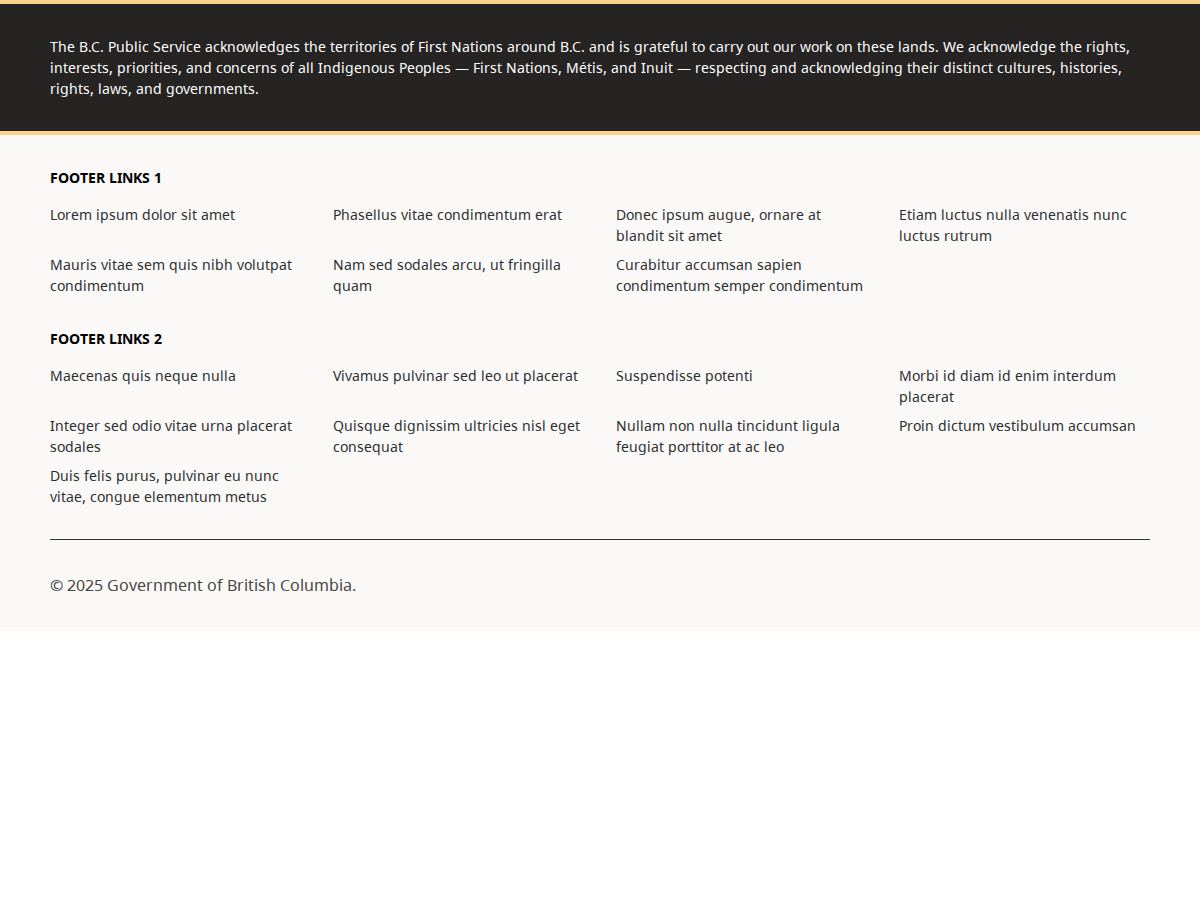 The B.C. Public Service acknowledges the territories of First Nations around B.C. and is grateful to carry out our work on these lands. We acknowledge the rights,
interests, priorities, and concerns of all Indigenous Peoples — First Nations, Métis, and Inuit — respecting and acknowledging their distinct cultures, histories,
rights, laws, and governments.
FOOTER LINKS 1
Lorem ipsum dolor sit amet
Phasellus vitae condimentum erat
Donec ipsum augue, ornare at
blandit sit amet
Etiam luctus nulla venenatis nunc
luctus rutrum
Mauris vitae sem quis nibh volutpat
condimentum
Nam sed sodales arcu, ut fringilla
quam
Curabitur accumsan sapien
condimentum semper condimentum
FOOTER LINKS 2
Maecenas quis neque nulla
Vivamus pulvinar sed leo ut placerat
Suspendisse potenti
Morbi id diam id enim interdum
placerat
Integer sed odio vitae urna placerat
sodales
Quisque dignissim ultricies nisl eget
consequat
Nullam non nulla tincidunt ligula
feugiat porttitor at ac leo
Proin dictum vestibulum accumsan
Duis felis purus, pulvinar eu nunc
vitae, congue elementum metus
© 2025 Government of British Columbia.